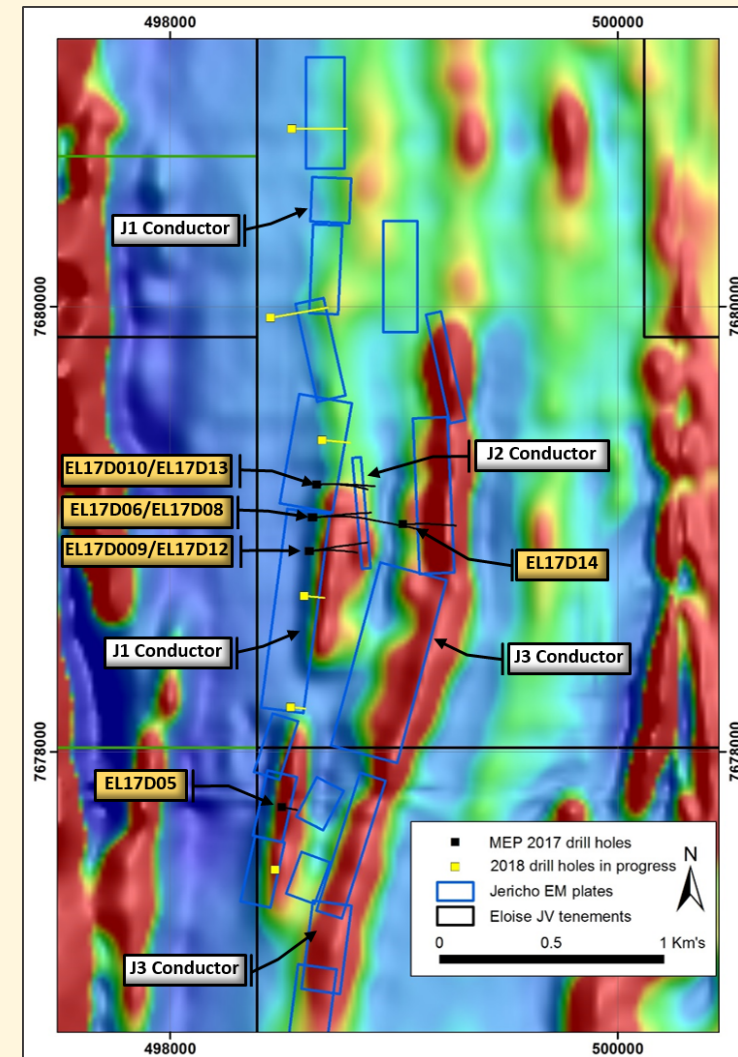 498000
500000
J1 Conductor
7680000
7680000
J2 Conductor
EL17D010/EL17D13
EL17D06/EL17D08
EL17D009/EL17D12
EL17D14
J1 Conductor
J3 Conductor
7678000
7678000
EL17D05
MEP 2017 drill holes
2018 drill holes in progress
Jericho EM plates
Eloise JV tenements
N
0 0.5 1 Km's
J3 Conductor
498000
500000